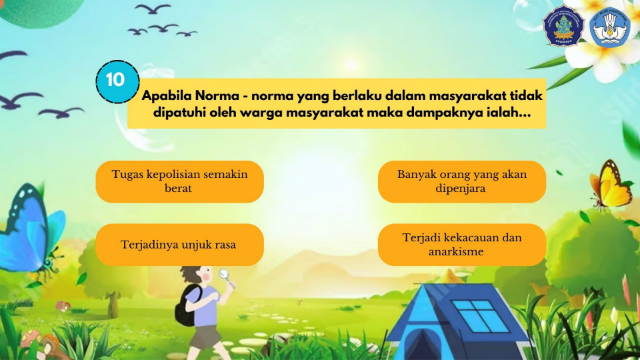 10
Apabila Norma - norma yang berlaku dalam masyarakat tidak
dipatuhi oleh warga masyarakat maka dampaknya ialah...
Tugas kepolisian semakin
berat
Banyak orang yang akan
dipenjara
Terjadinya unjuk rasa
Terjadi kekacauan dan
anarkisme